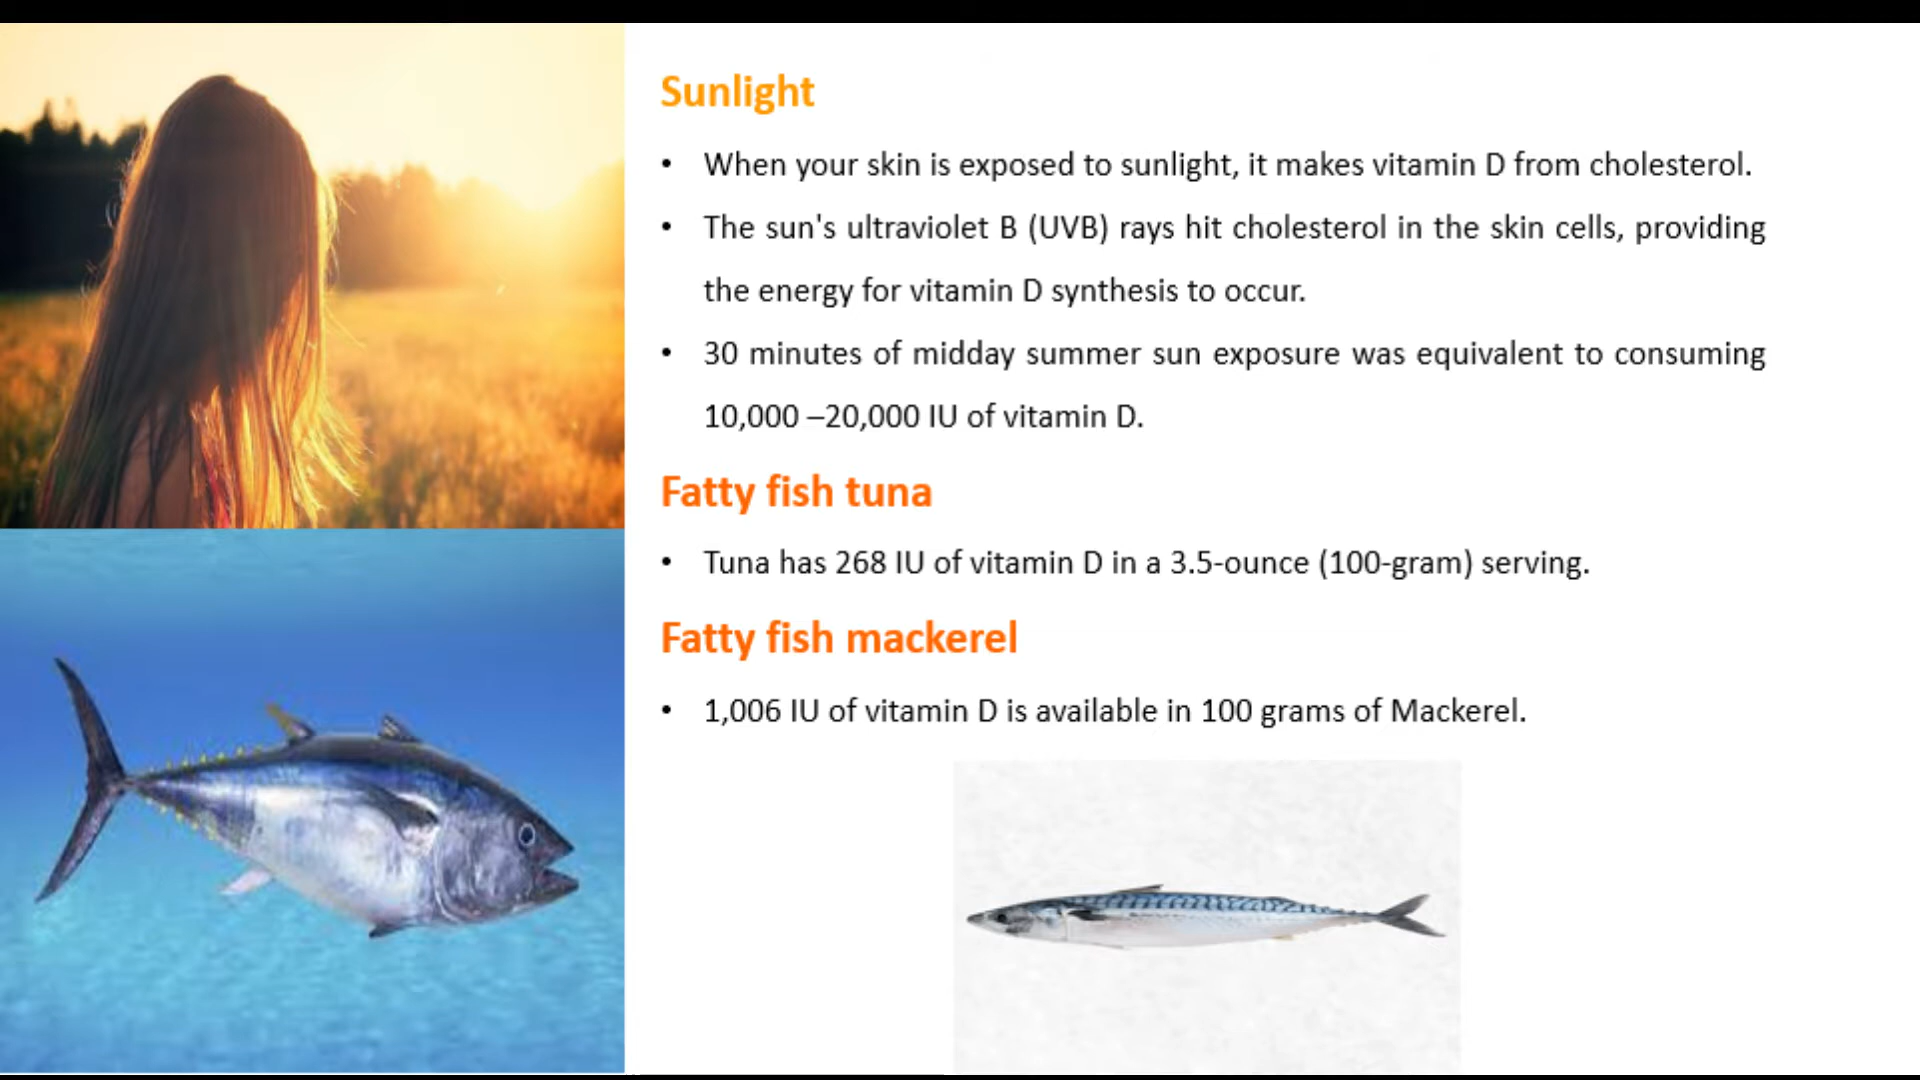 Sunlight
• When your skin is exposed to sunlight, it makes vitamin D from cholesterol.
• The sun's ultraviolet B (UVB) rays hit cholesterol in the skin cells, providing
the energy for vitamin D synthesis to occur.
• 30 minutes of midday summer sun exposure was equivalent to consuming
10,000 –20,000 IU of vitamin D.
Fatty fish tuna
• Tuna has 268 IU of vitamin D in a 3.5-ounce (100-gram) serving.
Fatty fish mackerel
• 1,006 IU of vitamin D is available in 100 grams of Mackerel.